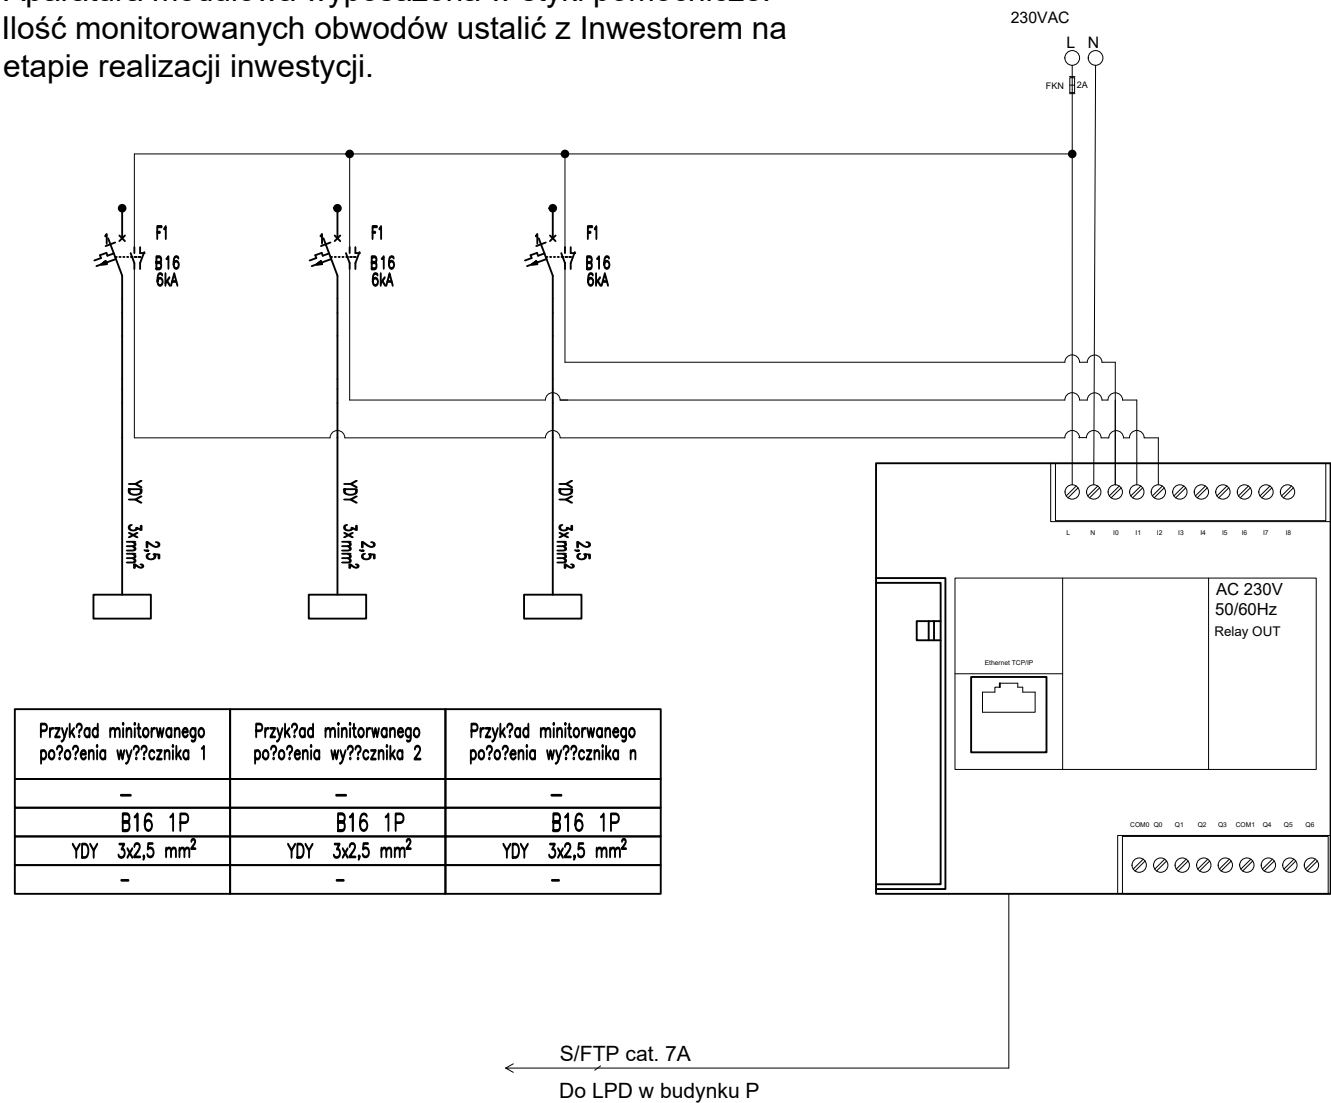 Aparatura modułowa wyposażona w styki pomocnicze.
Ilość monitorowanych obwodów ustalić z Inwestorem na
etapie realizacji inwestycji.
230VAC
L N
FKN 2A
F1
B16
6kA
F1
B16
6kA
F1
B16
6kA
YDY 3x2,5 mm²
YDY 3x2,5 mm²
YDY 3x2,5 mm²
L N I0 I1 I2 I3 I4 I5 I6 I7 I8
AC 230V
50/60Hz
Relay OUT
Ethernet TCP/IP
COM0 Q0 Q1 Q2 Q3 COM1 Q4 Q5 Q6
Przyk?ad minitorwanego po?o?enia wy??cznika 1
Przyk?ad minitorwanego po?o?enia wy??cznika 2
Przyk?ad minitorwanego po?o?enia wy??cznika n
- - -
B16 1P B16 1P B16 1P
YDY 3x2,5 mm² YDY 3x2,5 mm² YDY 3x2,5 mm²
- - -
S/FTP cat. 7A
Do LPD w budynku P